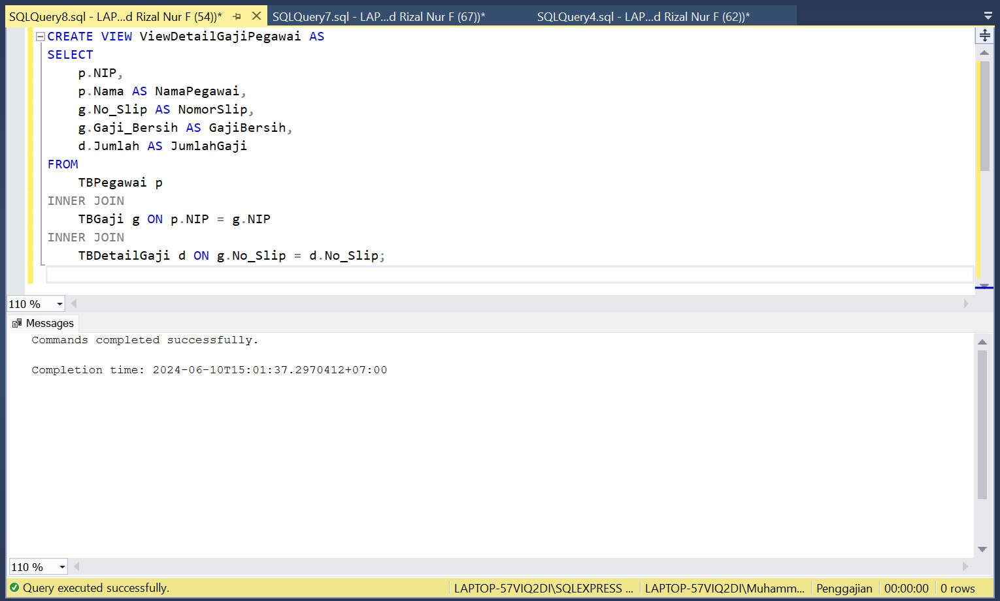 SQLQuery8.sql - LAP...d Rizal Nur F (54))* SQLQuery7.sql - LAP...d Rizal Nur F (67))* SQLQuery4.sql - LAP...d Rizal Nur F (62))*
CREATE VIEW ViewDetailGajiPegawai AS
SELECT
p.NIP,
p.Nama AS NamaPegawai,
g.No_Slip AS NomorSlip,
g.Gaji_Bersih AS GajiBersih,
d.Jumlah AS JumlahGaji
FROM
TBPegawai p
INNER JOIN
TBGaji g ON p.NIP = g.NIP
INNER JOIN
TBDetailGaji d ON g.No_Slip = d.No_Slip;
110 %
Messages
Commands completed successfully.
Completion time: 2024-06-10T15:01:37.2970412+07:00
110 %
Query executed successfully. LAPTOP-57VIQ2DI\SQLEXPRESS ... LAPTOP-57VIQ2DI\Muhamm... Penggajian 00:00:00 0 rows